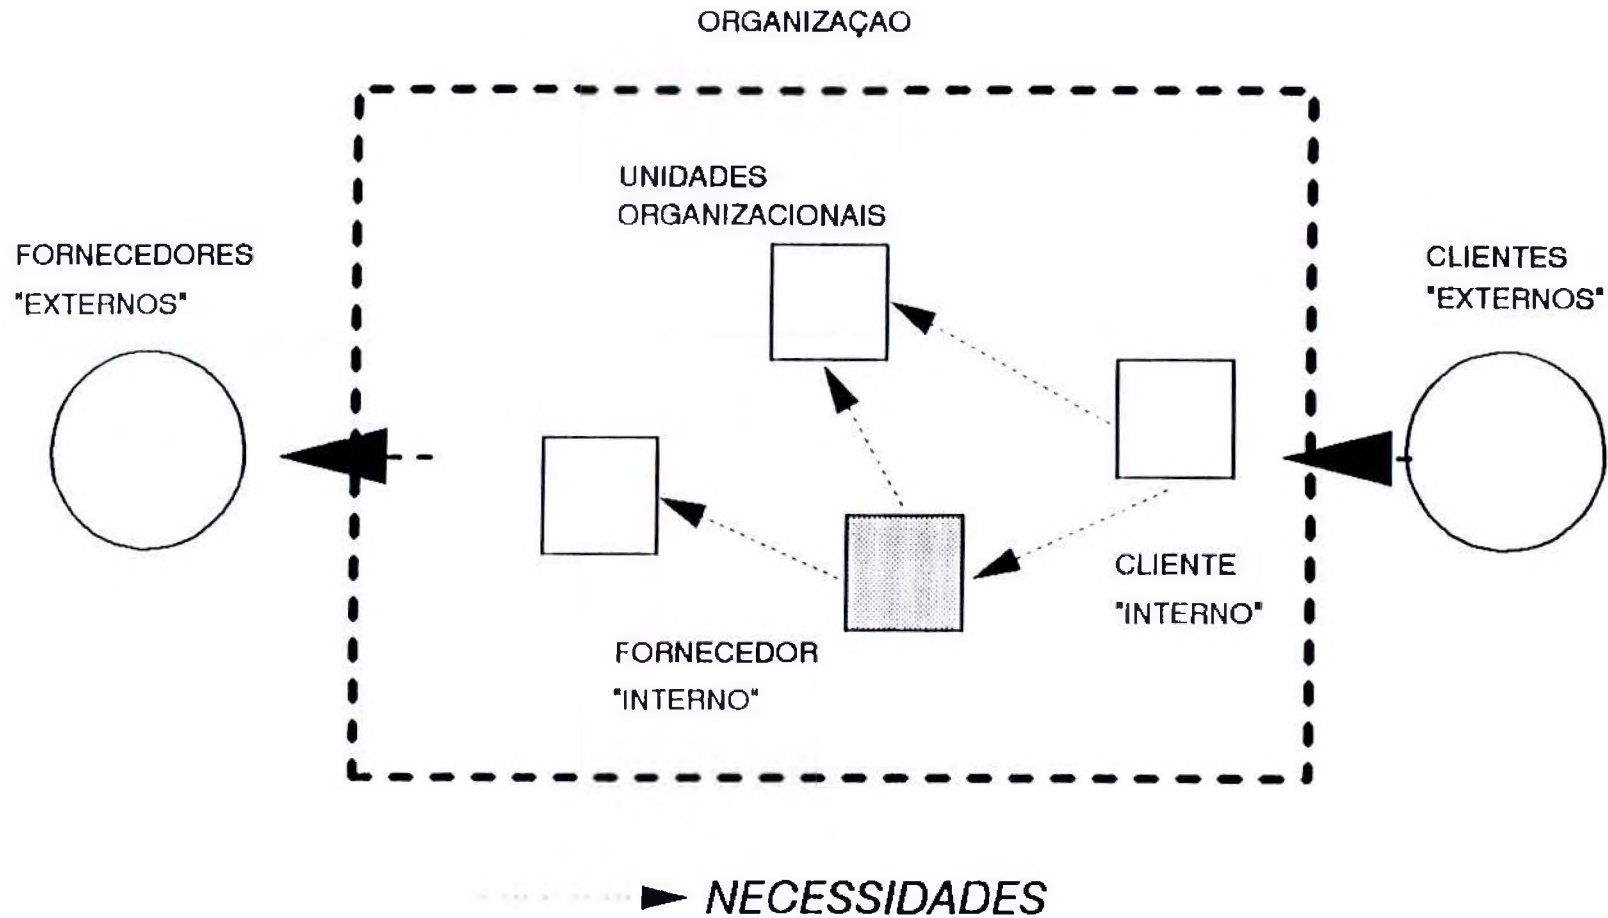 ORGANIZAÇAO
UNIDADES
ORGANIZACIONAIS
FORNECEDORES
"EXTERNOS"
CLIENTES
"EXTERNOS"
CLIENTE
"INTERNO"
FORNECEDOR
"INTERNO"
NECESSIDADES